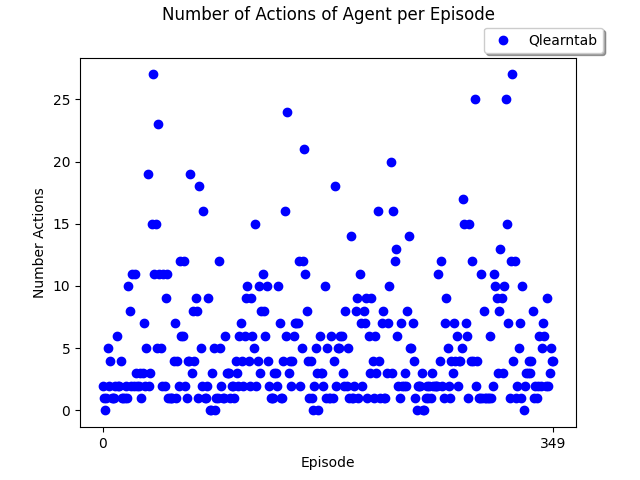 Number of Actions of Agent per Episode
Qlearntab
25
20
15
10
5
0
Number Actions
0 349
Episode